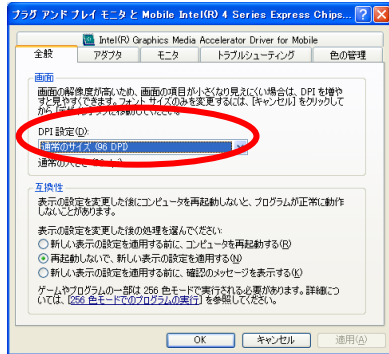 プラグ アンド プレイ モニタ と Mobile Intel(R) 4 Series Express Chips...
Intel(R) Graphics Media Accelerator Driver for Mobile
全般 アダプタ モニタ トラブルシューティング 色の管理
画面
画面の解像度が高いため、画面の項目が小さくなり見えにくい場合は、DPI を増や
すと見やすくできます。フォント サイズのみを変更するには、[キャンセル] をクリックして
から [デザイン]
DPI 設定(D):
通常のサイズ (96 DPI)
通常の
互換性
表示の設定を変更した後にコンピュータを再起動しないと、プログラムが正常に動作
しないことがあります。
表示の設定を変更した後の処理を選んでください:
新しい表示の設定を適用する前に、コンピュータを再起動する(R)
再起動しないで、新しい表示の設定を適用する(N)
新しい表示の設定を適用する前に、確認のメッセージを表示する(K)
ゲームやプログラムの一部は 256 色モードで実行される必要があります。詳細につ
いては、[256 色モードでのプログラムの実行] を参照してください。
OK キャンセル 適用(A)